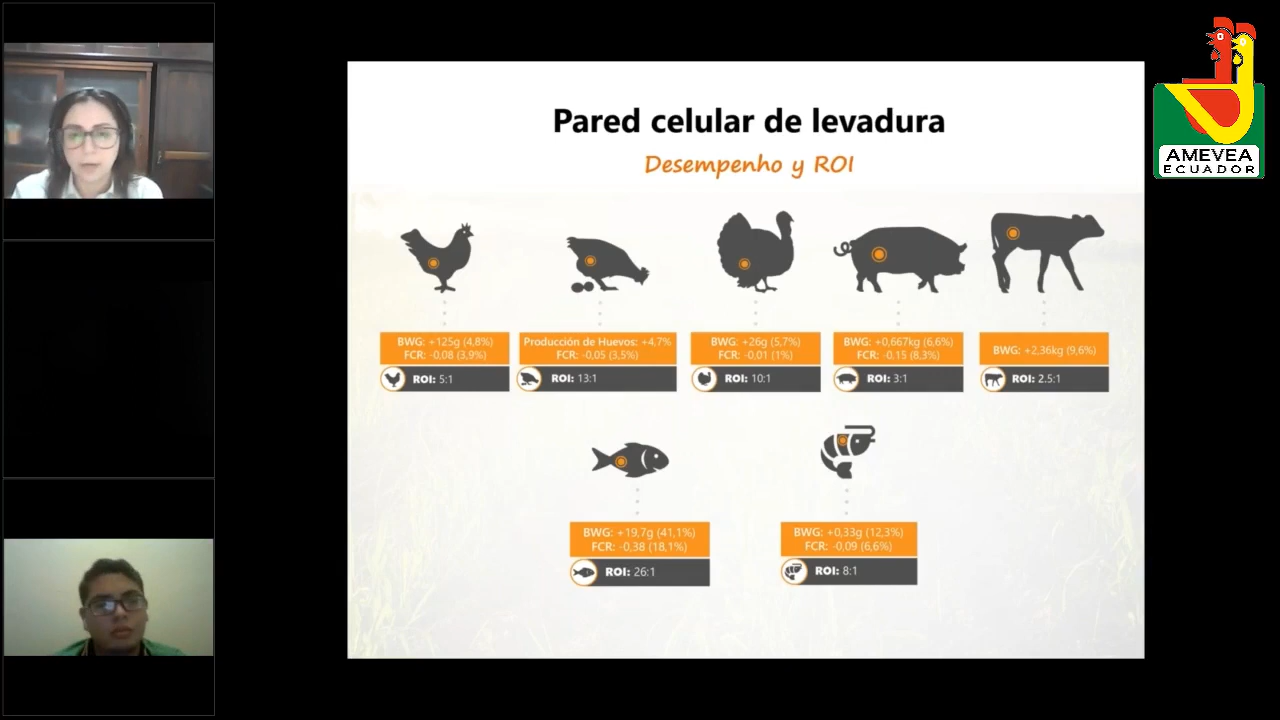 Pared celular de levadura
Desempenho y ROI
BWG: +125g (4,8%)
FCR: -0,08 (3,9%)
ROI: 5:1
Producción de Huevos: +4,7%
FCR: -0,05 (3,5%)
ROI: 13:1
BWG: +26g (5,7%)
FCR: -0,01 (1%)
ROI: 10:1
BWG: +0,667kg (6,6%)
FCR: -0,15 (8,3%)
ROI: 3:1
BWG: +2,36kg (9,6%)
ROI: 2.5:1
BWG: +19,7g (41,1%)
FCR: -0,38 (18,1%)
ROI: 26:1
BWG: +0,33g (12,3%)
FCR: -0,09 (6,6%)
ROI: 8:1
AMEVEA
ECUADOR